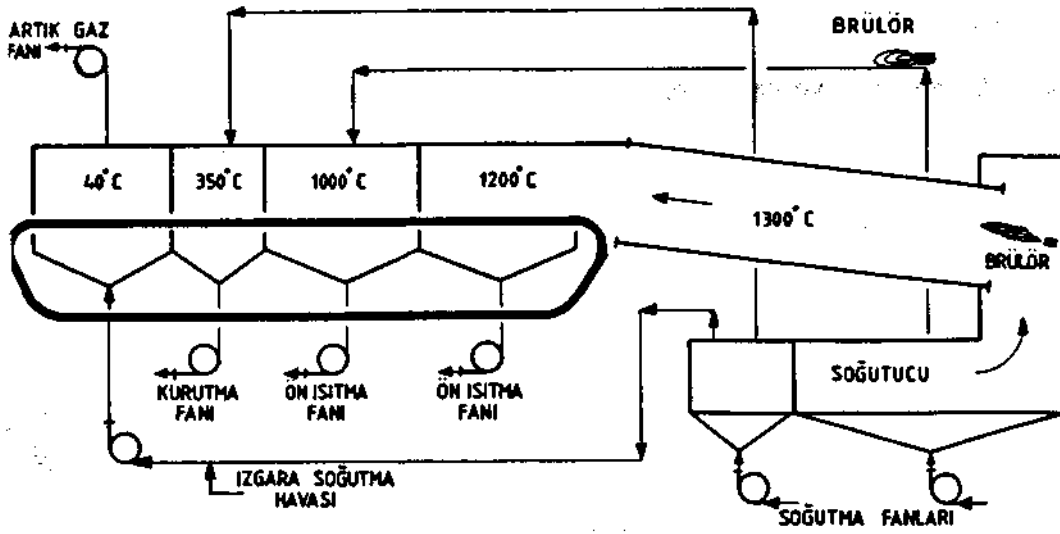 ARTIK GAZ
FANI
BRÜLÖR
40°C
350°C
1000°C
1200°C
1300°C
BRÜLÖR
KURUTMA
FANI
ÖN ISITMA
FANI
ÖN ISITMA
FANI
SOĞUTUCU
IZGARA SOĞUTMA
HAVASI
SOĞUTMA FANLARI